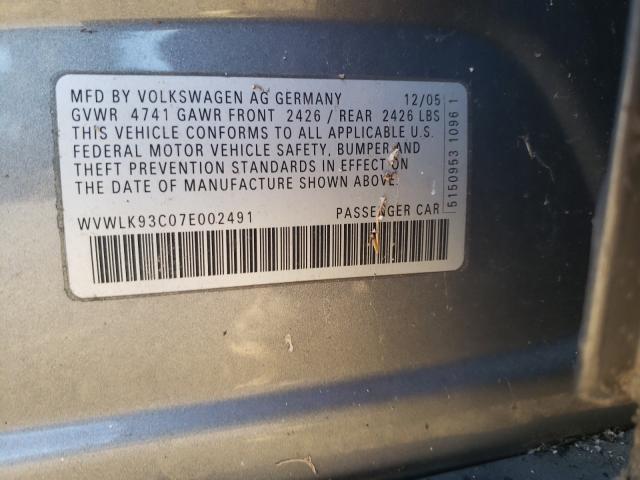 MFD BY VOLKSWAGEN AG GERMANY 12/05
GVWR 4741 GAWR FRONT 2426 / REAR 2426 LBS
THIS VEHICLE CONFORMS TO ALL APPLICABLE U.S.
FEDERAL MOTOR VEHICLE SAFETY, BUMPER AND
THEFT PREVENTION STANDARDS IN EFFECT ON
THE DATE OF MANUFACTURE SHOWN ABOVE.
WVWLK93C07E002491 PASSENGER CAR
5150953 1096 1